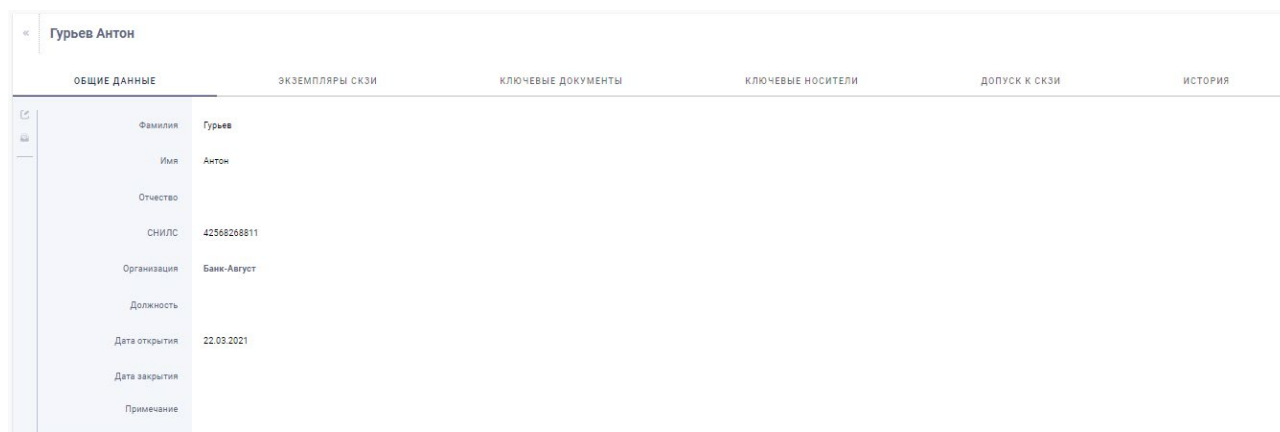 « Гурьев Антон
ОБЩИЕ ДАННЫЕ ЭКЗЕМПЛЯРЫ СКЗИ КЛЮЧЕВЫЕ ДОКУМЕНТЫ КЛЮЧЕВЫЕ НОСИТЕЛИ ДОПУСК К СКЗИ ИСТОРИЯ
Фамилия Гурьев
Имя Антон
Отчество
СНИЛС 42568268811
Организация Банк-Август
Должность
Дата открытия 22.03.2021
Дата закрытия
Примечание